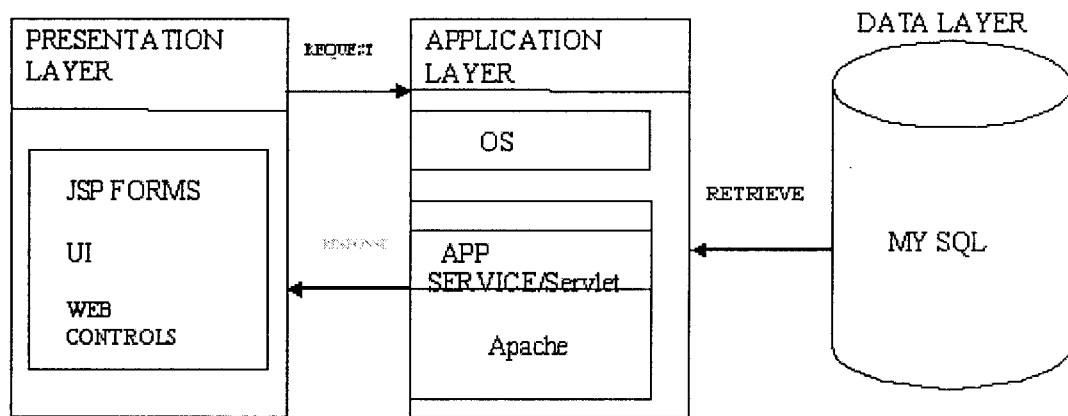 PRESENTATION
LAYER
JSP FORMS
UI
WEB
CONTROLS
REQUEST
RESPONSE
APPLICATION
LAYER
OS
APP
SERVICE/Servlet
Apache
RETRIEVE
DATA LAYER
MY SQL